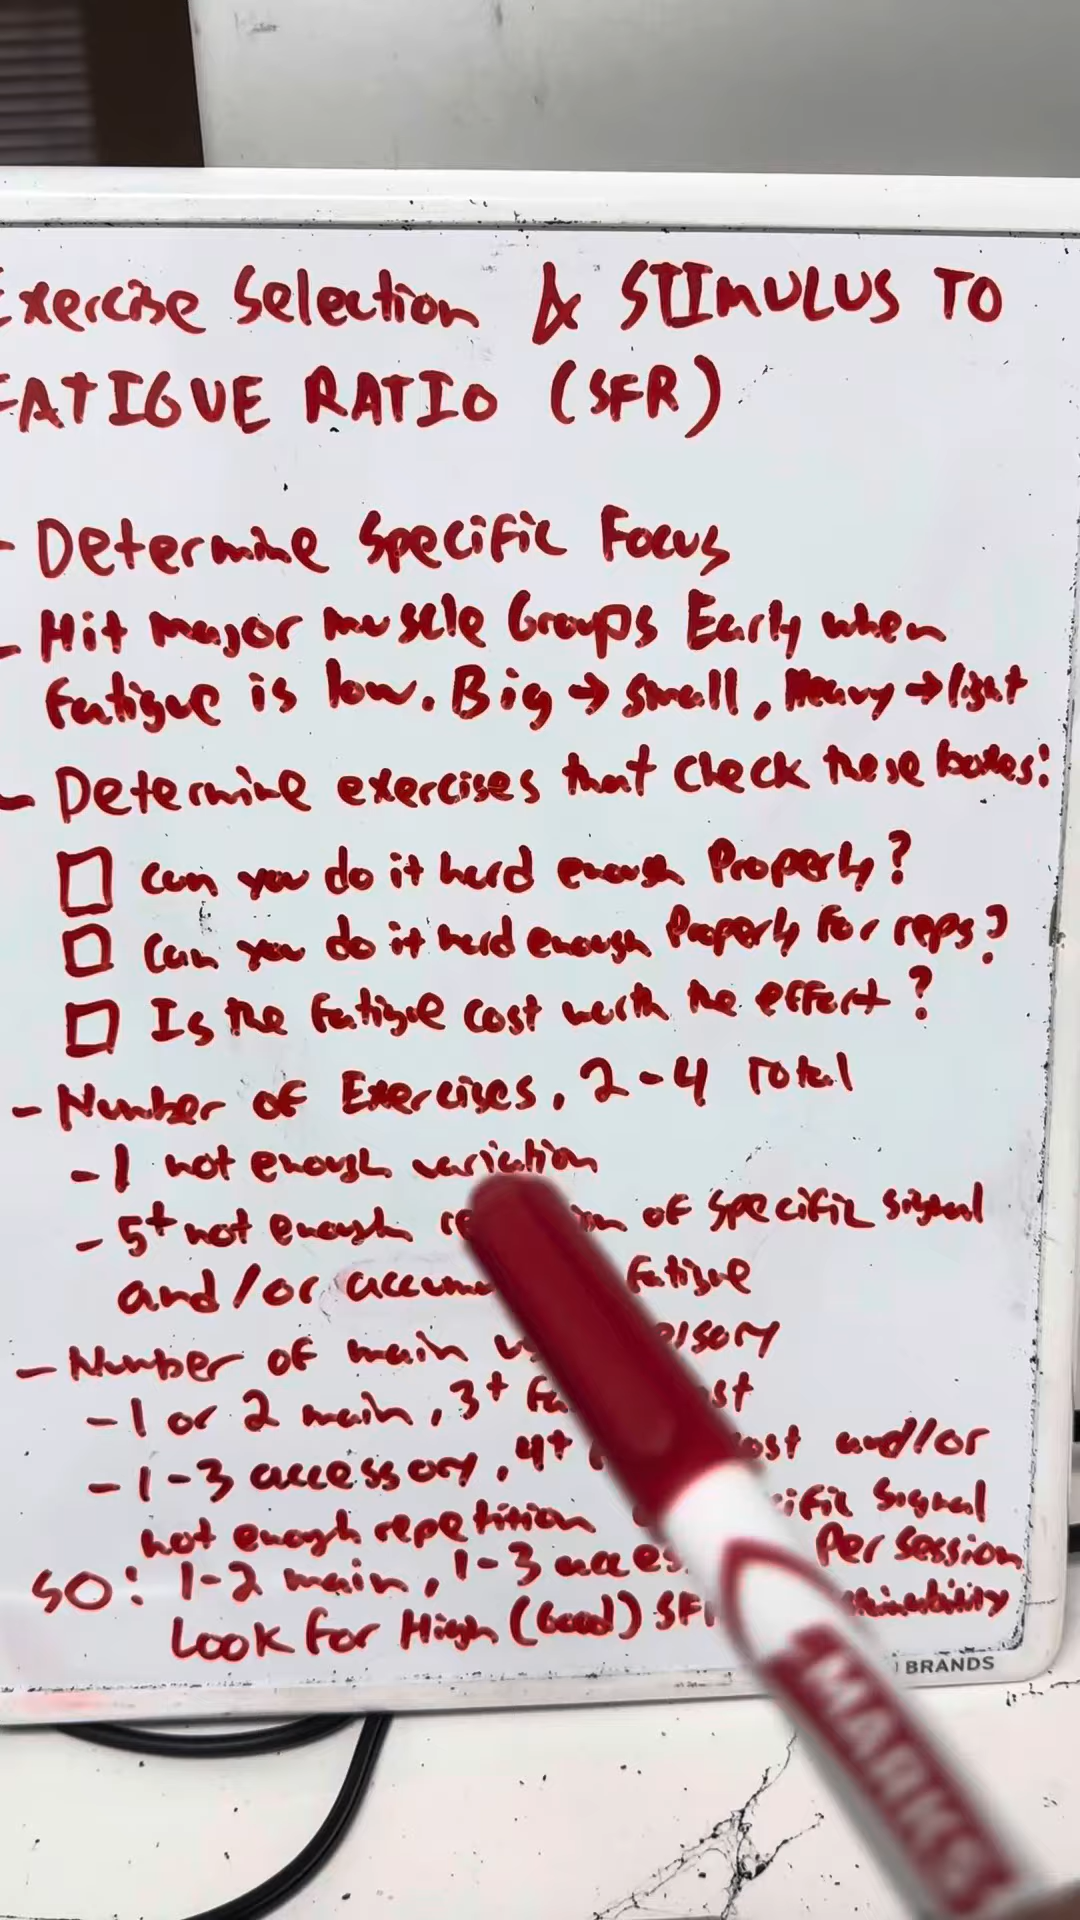 Exercise Selection & STIMULUS TO
FATIGUE RATIO (SFR)
- Determine Specific Focus
- Hit major muscle Groups Early when
fatigue is low. Big → small, Heavy → light
- Determine exercises that check these boxes:
can you do it hard enough Properly?
can you do it hard enough Properly for reps?
Is the fatigue cost worth the effort?
- Number of Exercises, 2-4 Total
- 1 not enough variation
- 5+ not enough of specific signal
and/or fatigue
- Number of main
- 1 or 2 main, 3+
- 1-3 accessory, 4+ and/or
not enough repetition signal
SO: 1-2 main, 1-3 Per session
Look for High (Good)
BRANDS
MARKS